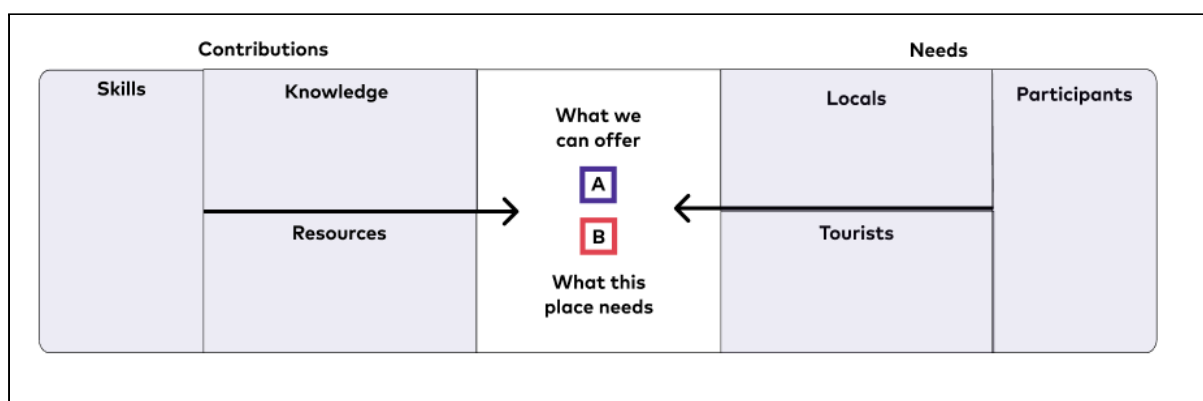 Contributions
Needs
Skills
Knowledge
Resources
What we
can offer
A
B
What this
place needs
Locals
Tourists
Participants